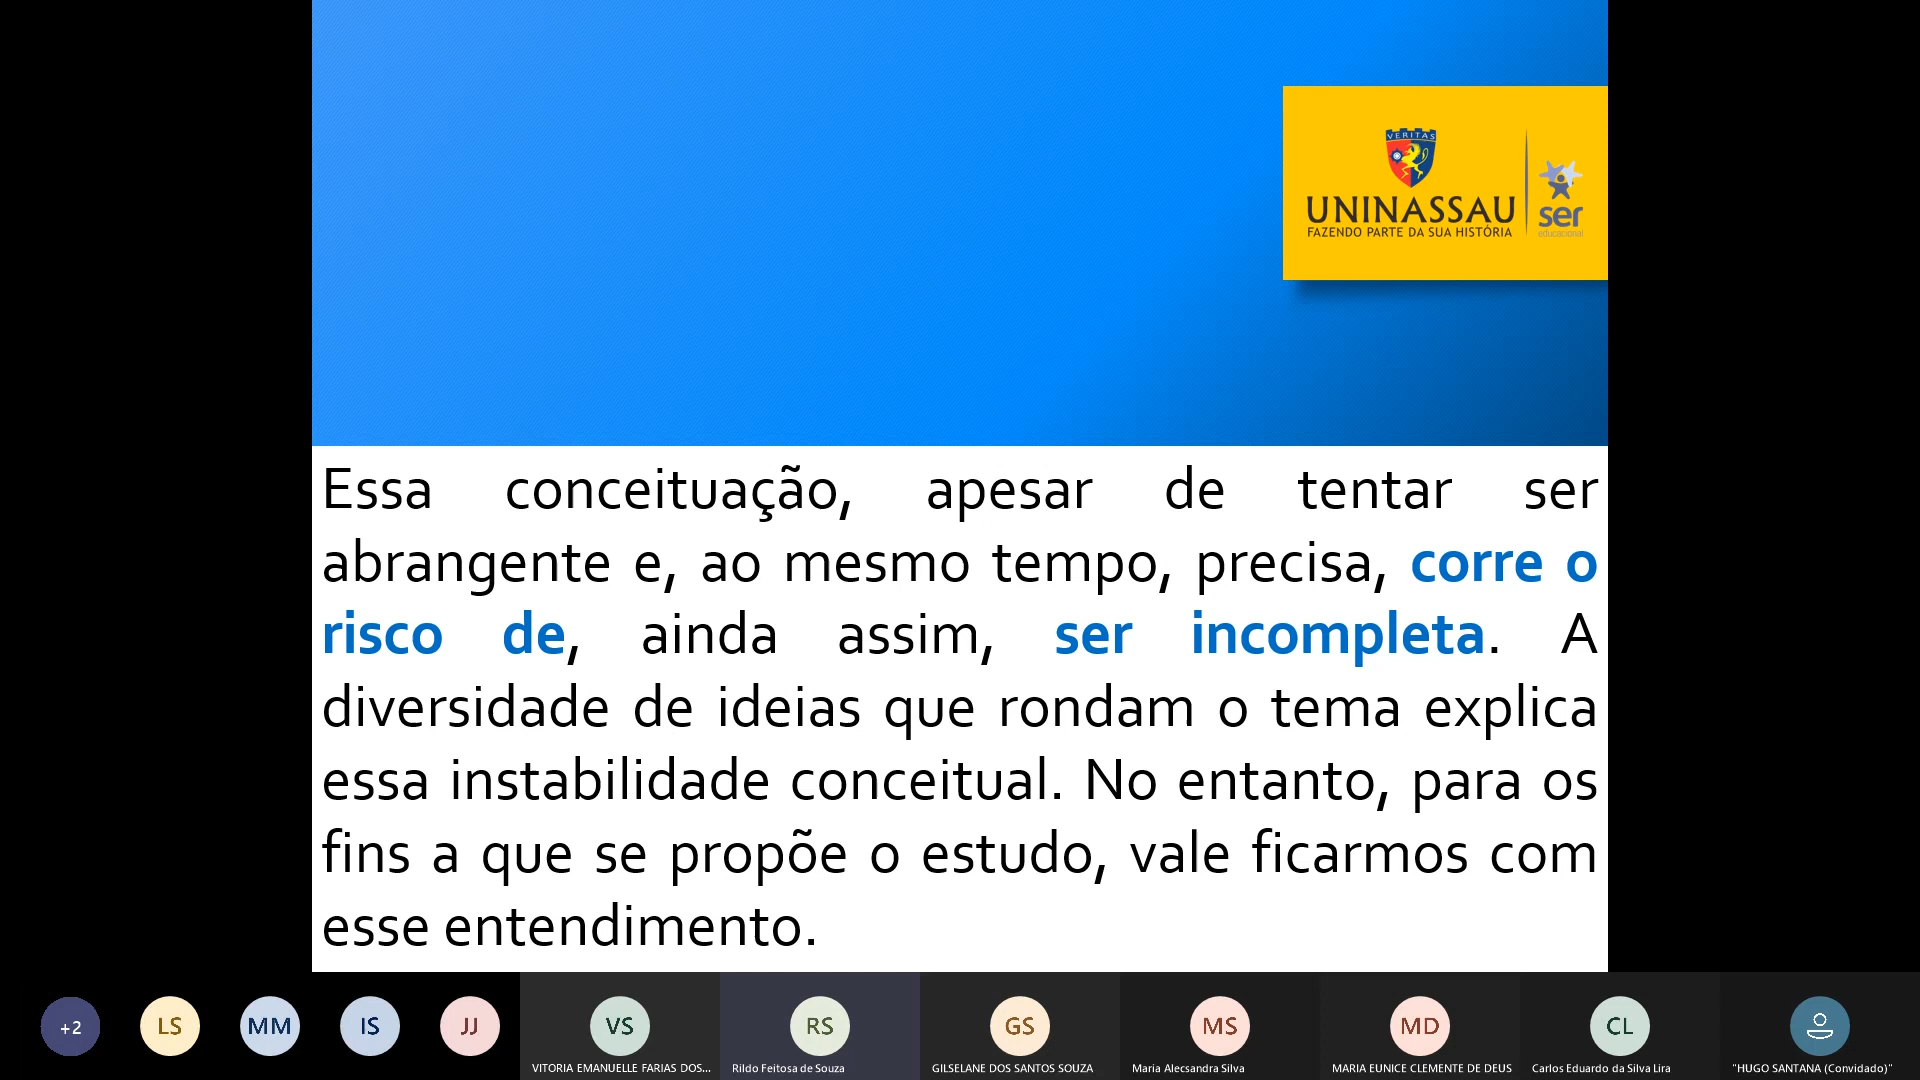 VERITAS
UNINASSAU
FAZENDO PARTE DA SUA HISTÓRIA
ser
educacional
Essa conceituação, apesar de tentar ser
abrangente e, ao mesmo tempo, precisa, corre o
risco de, ainda assim, ser incompleta. A
diversidade de ideias que rondam o tema explica
essa instabilidade conceitual. No entanto, para os
fins a que se propõe o estudo, vale ficarmos com
esse entendimento.
+2
LS
MM
IS
JJ
VS
RS
GS
MS
MD
CL
VITORIA EMANUELLE FARIAS DOS...
Rildo Feitosa de Souza
GILSELANE DOS SANTOS SOUZA
Maria Alecsandra Silva
MARIA EUNICE CLEMENTE DE DEUS
Carlos Eduardo da Silva Lira
"HUGO SANTANA (Convidado)"